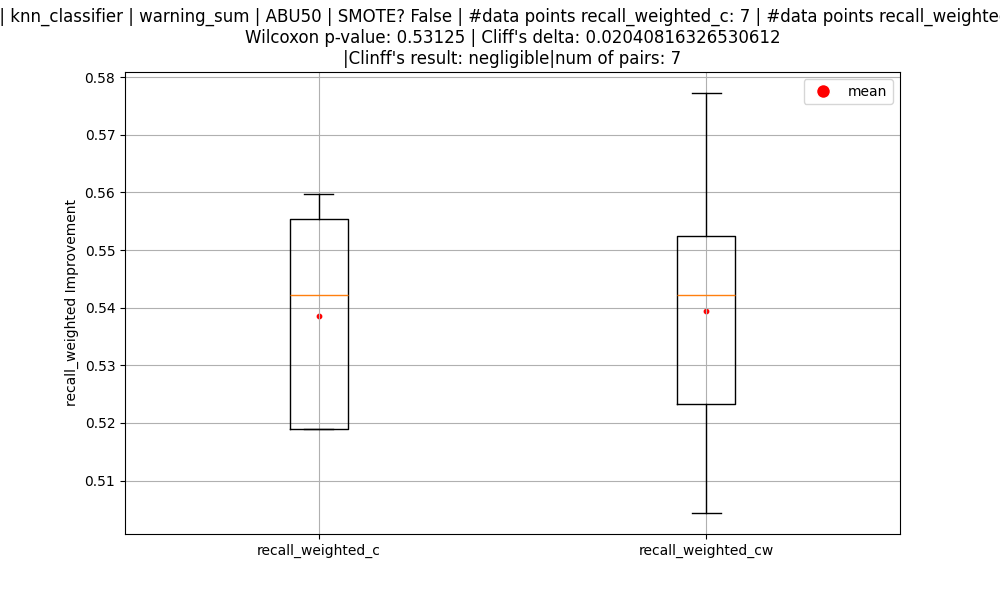 | knn_classifier | warning_sum | ABU50 | SMOTE? False | #data points recall_weighted_c: 7 | #data points
Wilcoxon p-value: 0.53125 | Cliff's delta: 0.02040816326530612
|Clinff's result: negligible|num of pairs: 7
mean
0.58
0.57
0.56
0.55
0.54
0.53
0.52
0.51
recall_weighted Improvement
recall_weighted_c
recall_weighted_cw